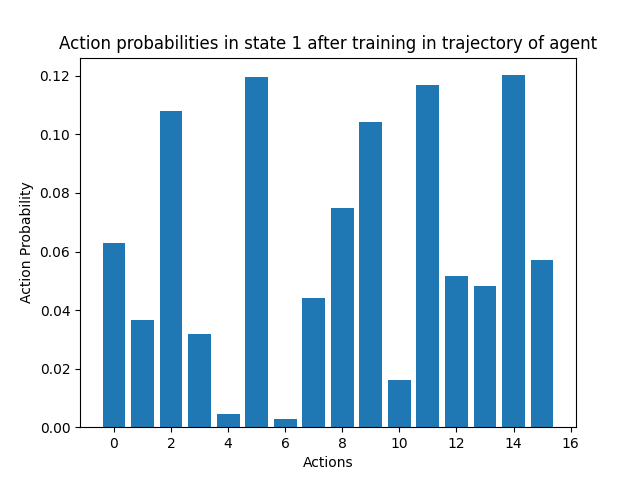 Action probabilities in state 1 after training in trajectory of agent
0.12
0.10
0.08
0.06
0.04
0.02
0.00
Action Probability
0 2 4 6 8 10 12 14 16
Actions